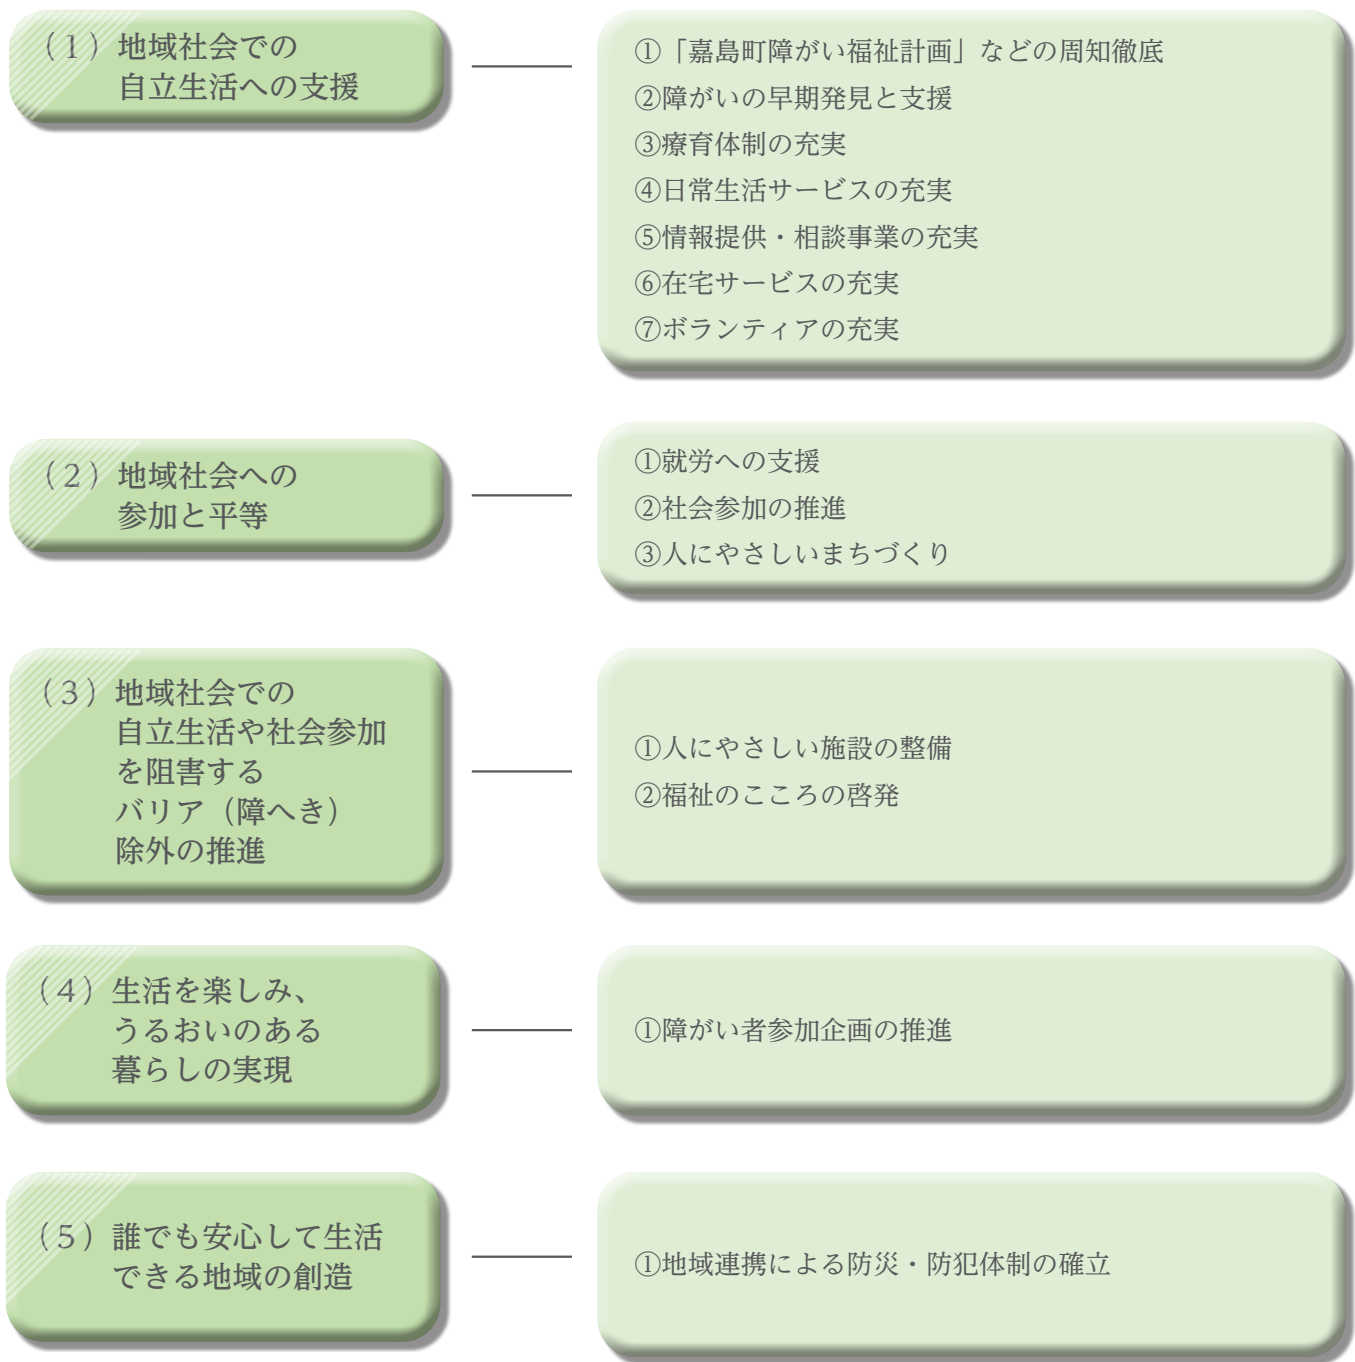 （1）地域社会での
自立生活への支援
①「嘉島町障がい福祉計画」などの周知徹底
②障がいの早期発見と支援
③療育体制の充実
④日常生活サービスの充実
⑤情報提供・相談事業の充実
⑥在宅サービスの充実
⑦ボランティアの充実
（2）地域社会への
参加と平等
①就労への支援
②社会参加の推進
③人にやさしいまちづくり
（3）地域社会での
自立生活や社会参加
を阻害する
バリア（障へき）
除外の推進
①人にやさしい施設の整備
②福祉のこころの啓発
（4）生活を楽しみ、
うるおいのある
暮らしの実現
①障がい者参加企画の推進
（5）誰でも安心して生活
できる地域の創造
①地域連携による防災・防犯体制の確立